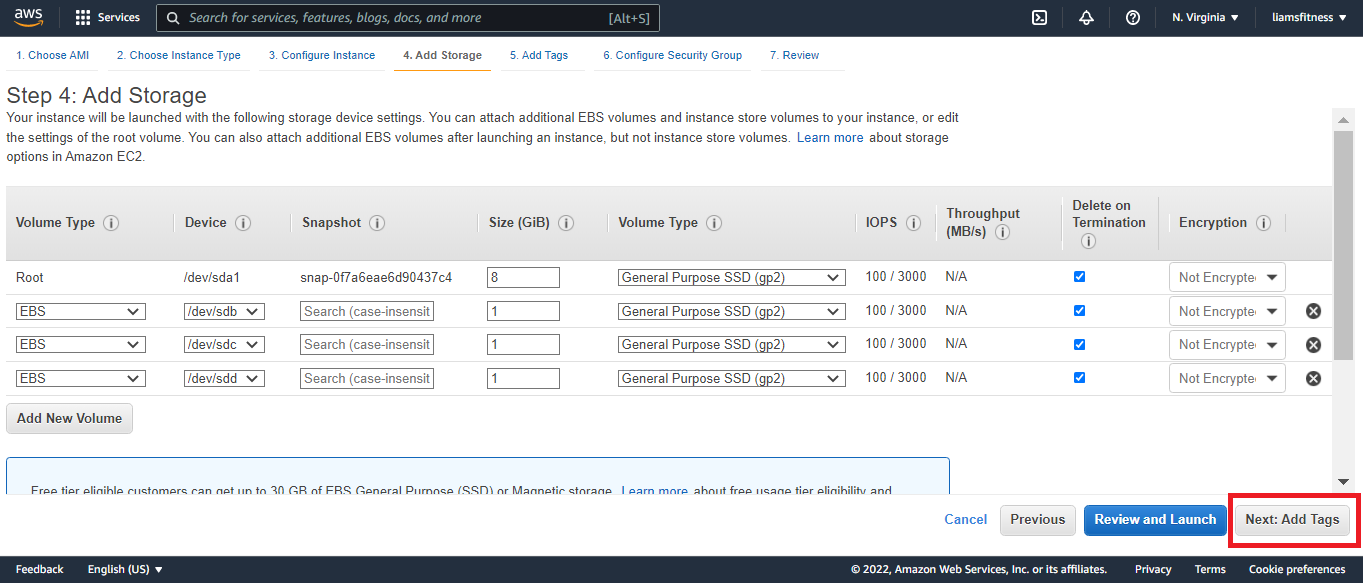 aws Services Search for services, features, blogs, docs, and more [Alt+S] N. Virginia liamsfitness
1. Choose AMI 2. Choose Instance Type 3. Configure Instance 4. Add Storage 5. Add Tags 6. Configure Security Group 7. Review
Step 4: Add Storage
Your instance will be launched with the following storage device settings. You can attach additional EBS volumes and instance store volumes to your instance, or edit
the settings of the root volume. You can also attach additional EBS volumes after launching an instance, but not instance store volumes. Learn more about storage
options in Amazon EC2.
Volume Type Device Snapshot Size (GiB) Volume Type IOPS Throughput (MB/s) Delete on Termination Encryption
Root /dev/sda1 snap-0f7a6eae6d90437c4 8 General Purpose SSD (gp2) 100 / 3000 N/A Not Encrypte
EBS /dev/sdb Search (case-insensit 1 General Purpose SSD (gp2) 100 / 3000 N/A Not Encrypte
EBS /dev/sdc Search (case-insensit 1 General Purpose SSD (gp2) 100 / 3000 N/A Not Encrypte
EBS /dev/sdd Search (case-insensit 1 General Purpose SSD (gp2) 100 / 3000 N/A Not Encrypte
Add New Volume
Free tier eligible customers can get up to 30 GB of EBS General Purpose (SSD) or Magnetic storage. Learn more about free usage tier eligibility and
Cancel Previous Review and Launch Next: Add Tags
Feedback English (US) © 2022, Amazon Web Services, Inc. or its affiliates. Privacy Terms Cookie preferences